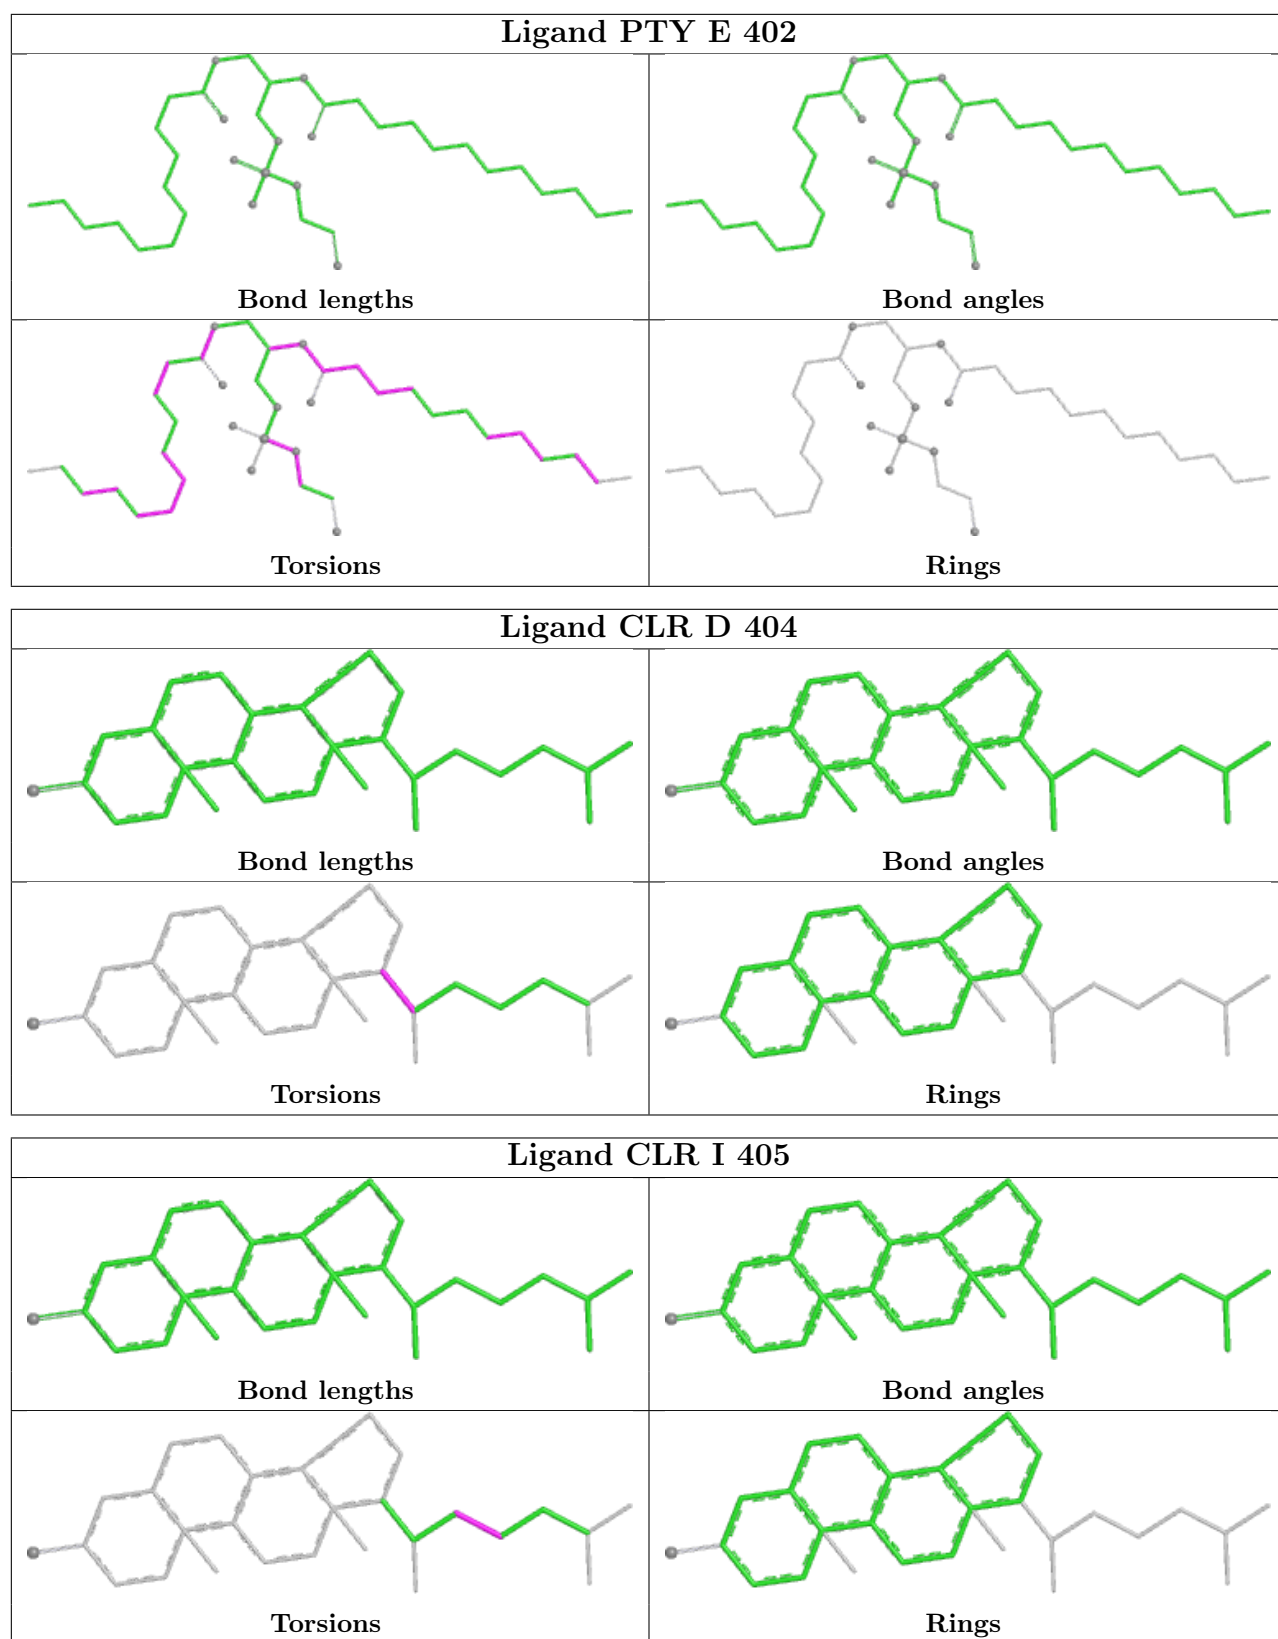 Ligand PTY E 402
Bond lengths
Bond angles
Torsions
Rings
Ligand CLR D 404
Bond lengths
Bond angles
Torsions
Rings
Ligand CLR I 405
Bond lengths
Bond angles
Torsions
Rings